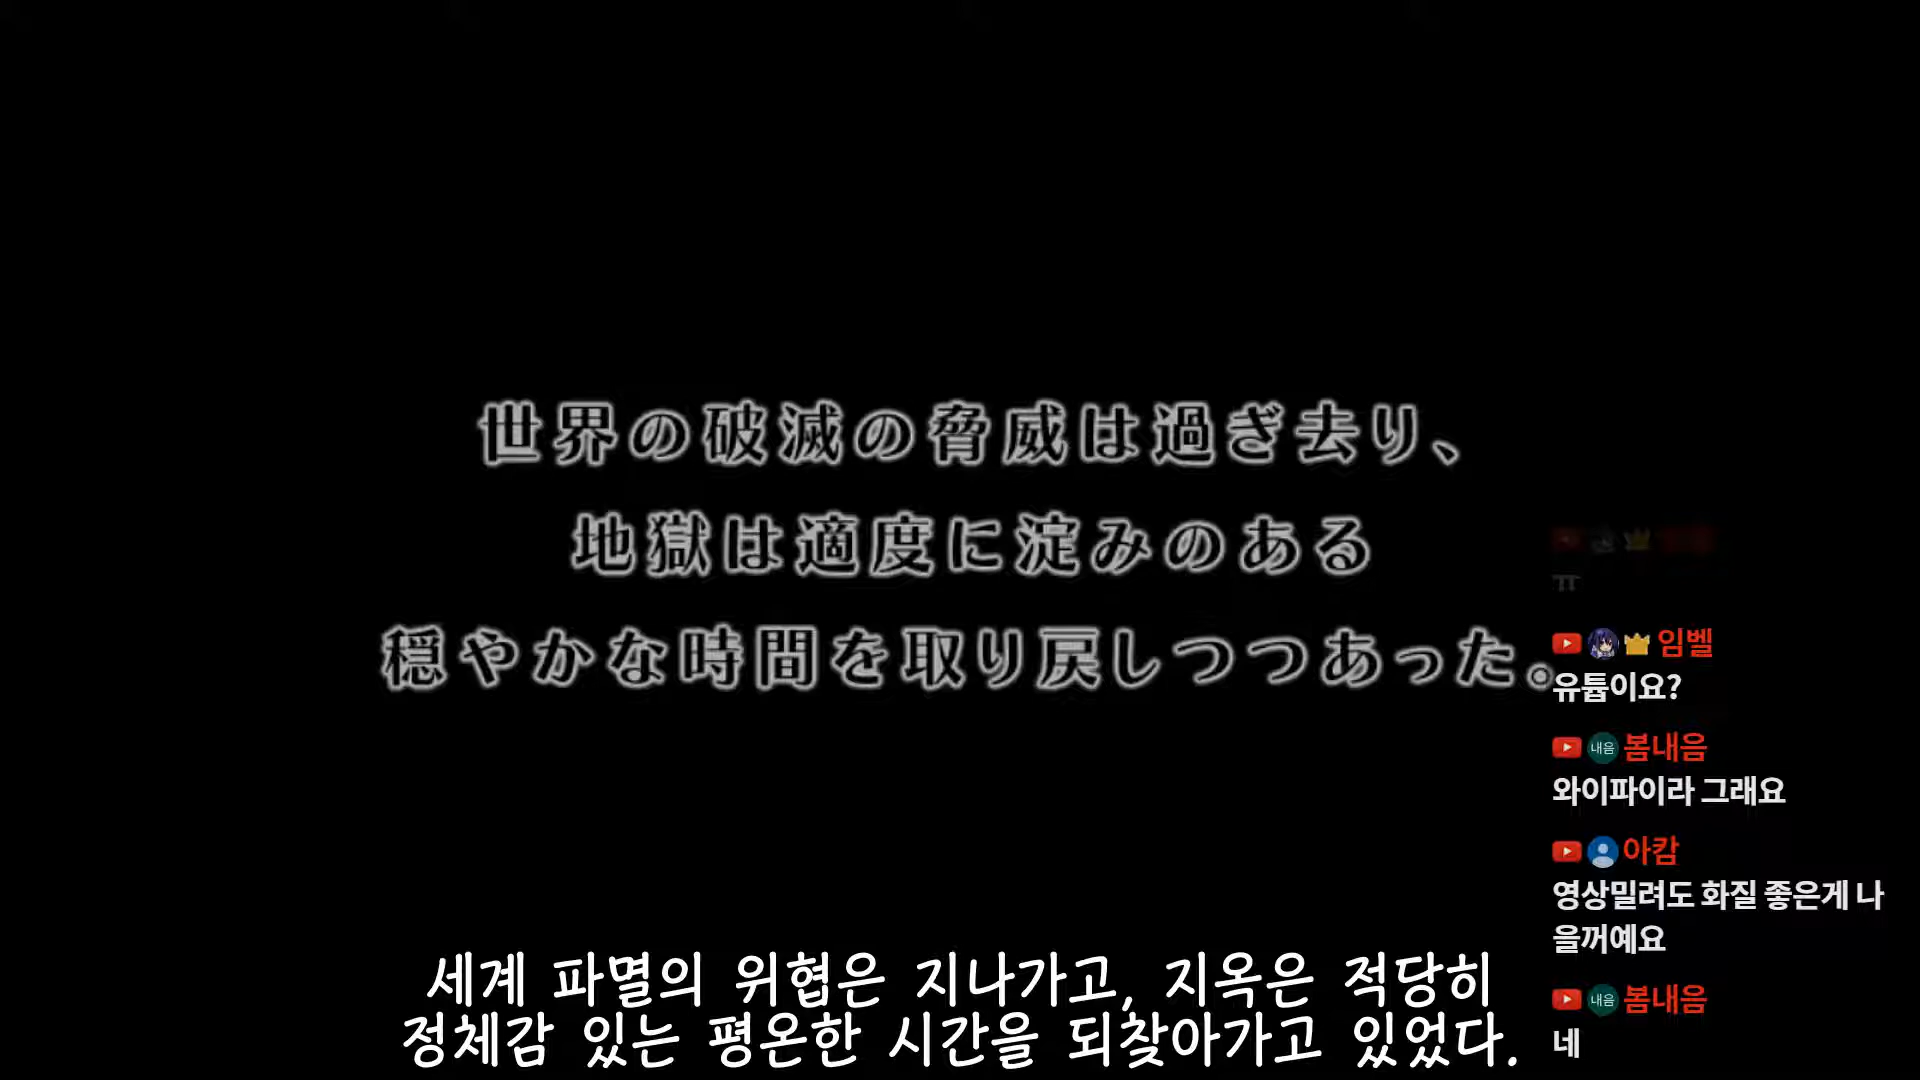 世界の破滅の脅威は過ぎ去り、
地獄は適度に淀みのある
穏やかな時間を取り戻しつつあった。
ㅠ
임벨
유튭이요?
내음 봄내음
와이파이라 그래요
아캄
영상밀려도 화질 좋은게 나
을꺼예요
내음 봄내음
네
세계 파멸의 위협은 지나가고, 지옥은 적당히
정체감 있는 평온한 시간을 되찾아가고 있었다.